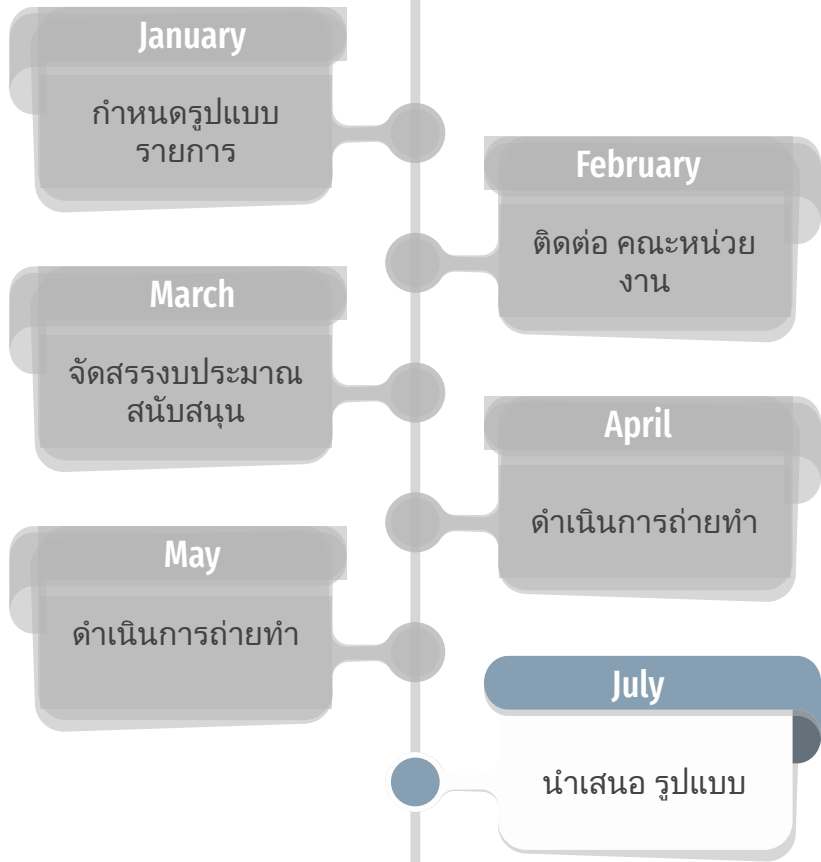 January
กำหนดรูปแบบ
รายการ
February
ติดต่อ คณะหน่วย
งาน
March
จัดสรรงบประมาณ
สนับสนุน
April
ดำเนินการถ่ายทำ
May
ดำเนินการถ่ายทำ
July
นำเสนอ รูปแบบ